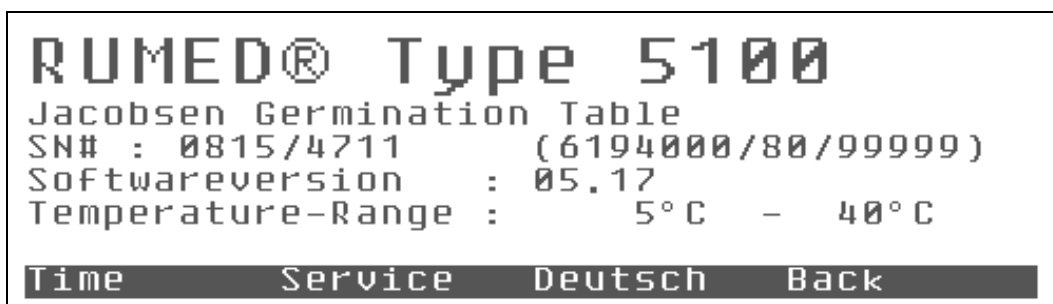 RUMED® Type 5100
Jacobsen Germination Table
SN# : 0815/4711 (6194000/80/99999)
Softwareversion : 05.17
Temperature-Range : 5°C – 40°C
Time Service Deutsch Back